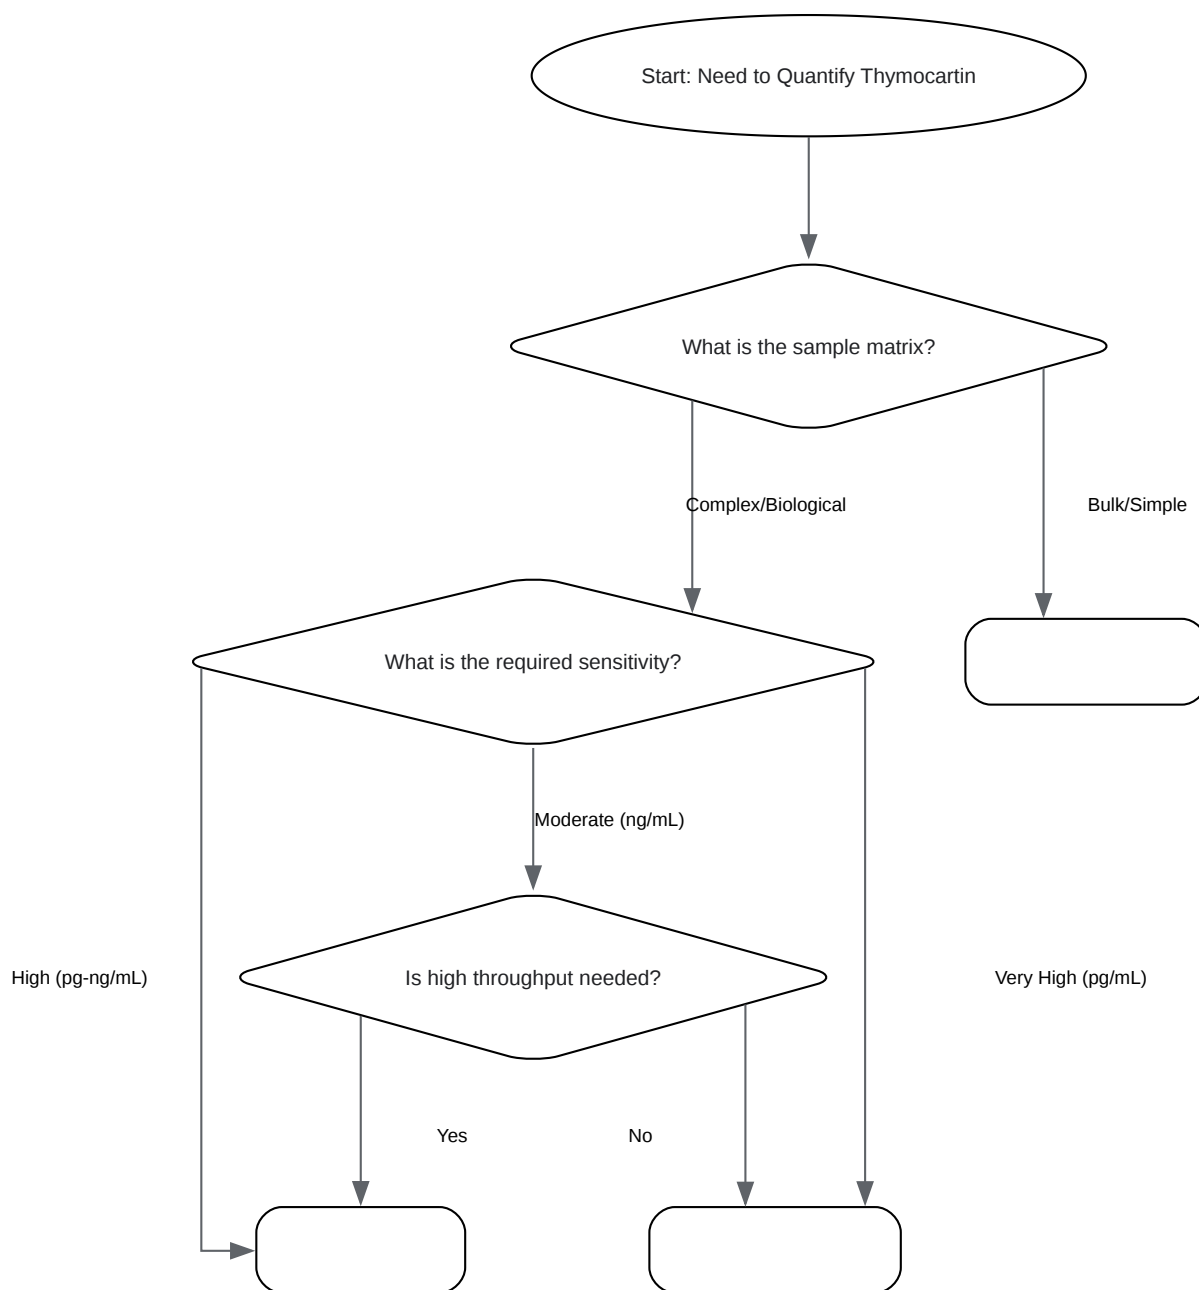 Start: Need to Quantify Thymocartin
What is the sample matrix?
Complex/Biological
Bulk/Simple
What is the required sensitivity?
Moderate (ng/mL)
High (pg-ng/mL)
Is high throughput needed?
Very High (pg/mL)
Yes
No